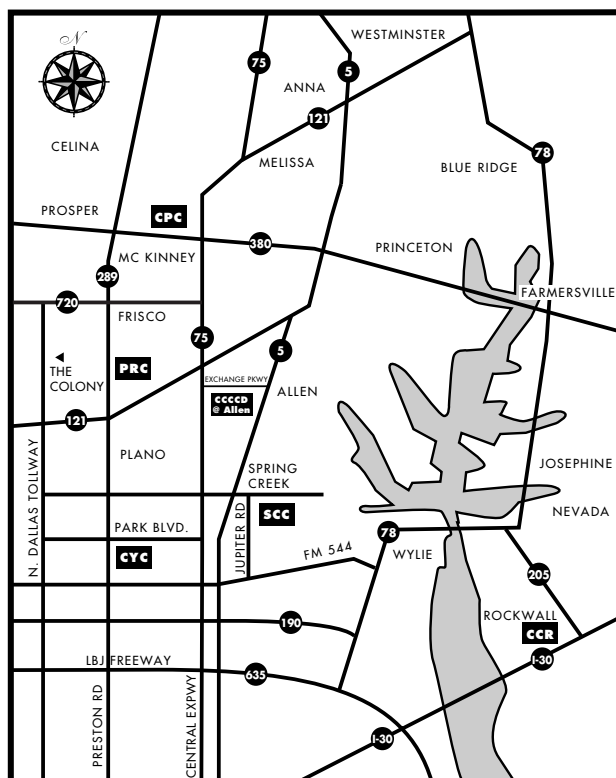 N
WESTMINSTER
75
5
ANNA
121
CELINA
MELISSA
78
BLUE RIDGE
PROSPER
CPC
380
PRINCETON
MC KINNEY
289
FARMERSVILLE
720
FRISCO
75
5
THE
COLONY
PRC
EXCHANGE PKWY
CCCCD
@ Allen
ALLEN
121
PLANO
SPRING
CREEK
JOSEPHINE
N. DALLAS TOLLWAY
JUPITER RD
SCC
NEVADA
PARK BLVD.
78
CYC
FM 544
WYLIE
205
190
ROCKWALL
CCR
LBJ FREEWAY
635
I-30
PRESTON RD
CENTRAL EXPWY
I-30